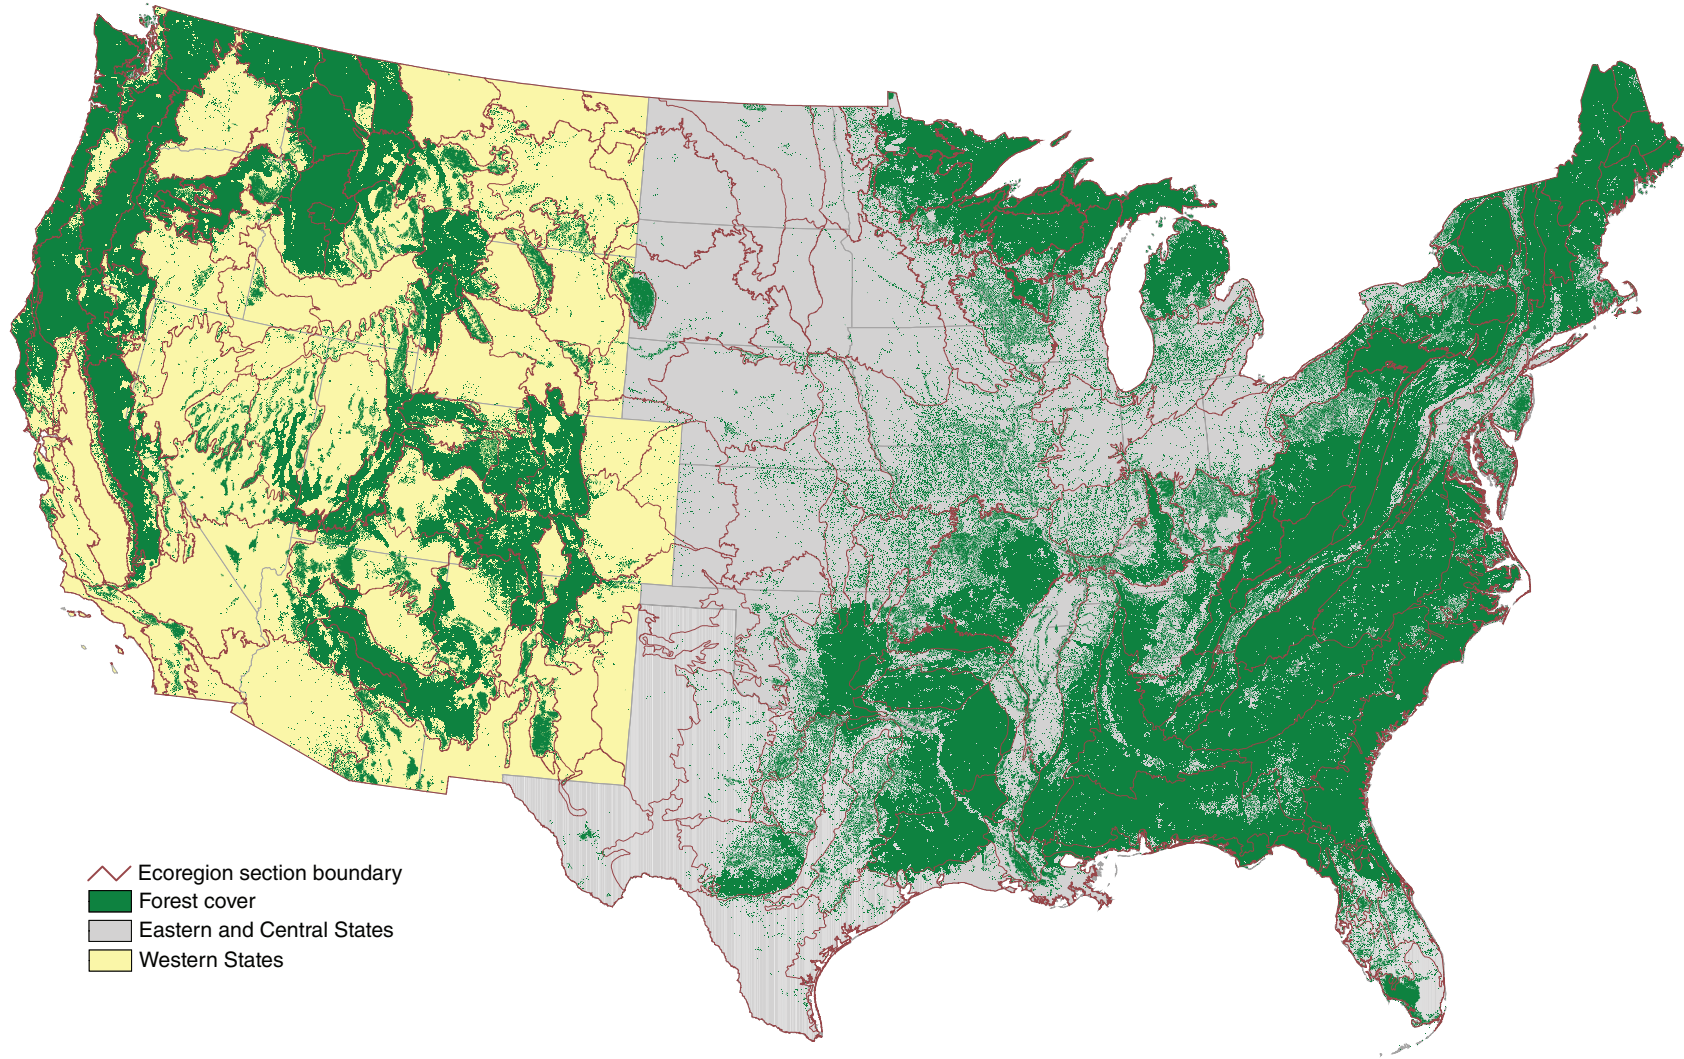 Ecoregion section boundary
Forest cover
Eastern and Central States
Western States